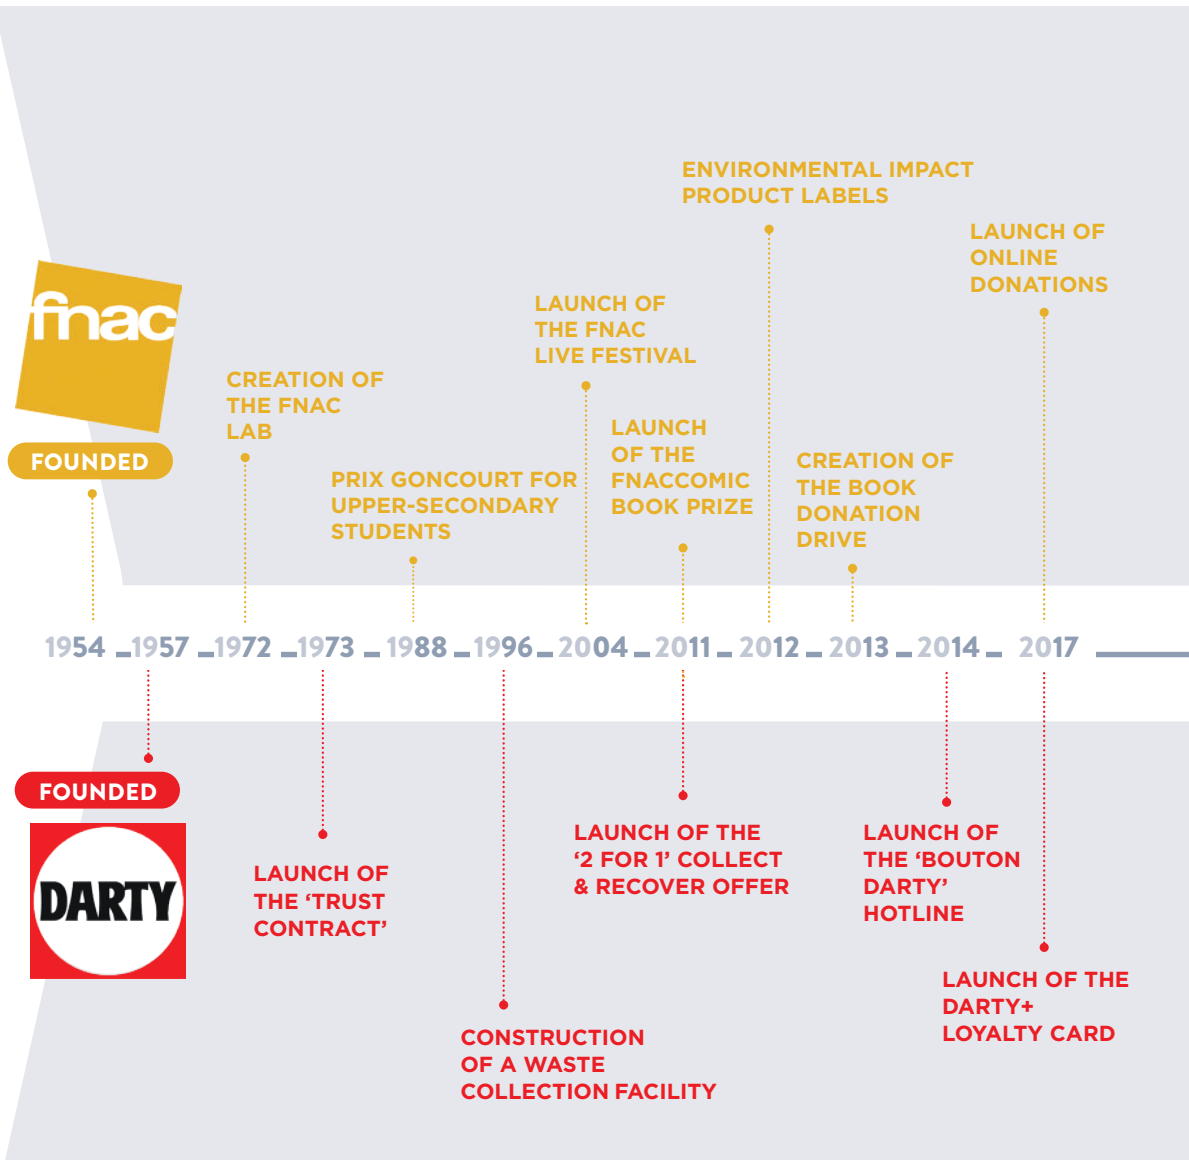 ENVIRONMENTAL IMPACT
PRODUCT LABELS
LAUNCH OF
ONLINE
DONATIONS
fnac
LAUNCH OF
THE FNAC
LIVE FESTIVAL
CREATION OF
THE FNAC
LAB
LAUNCH
OF THE
FNACCOMIC
BOOK PRIZE
FOUNDED
CREATION OF
THE BOOK
DONATION
DRIVE
PRIX GONCOURT FOR
UPPER-SECONDARY
STUDENTS
1954 1957 1972 1973 1988 1996 2004 2011 2012 2013 2014 2017
FOUNDED
DARTY
LAUNCH OF
THE ‘TRUST
CONTRACT’
LAUNCH OF THE
‘2 FOR 1’ COLLECT
& RECOVER OFFER
LAUNCH OF
THE ‘BOUTON
DARTY’
HOTLINE
LAUNCH OF THE
DARTY+
LOYALTY CARD
CONSTRUCTION
OF A WASTE
COLLECTION FACILITY